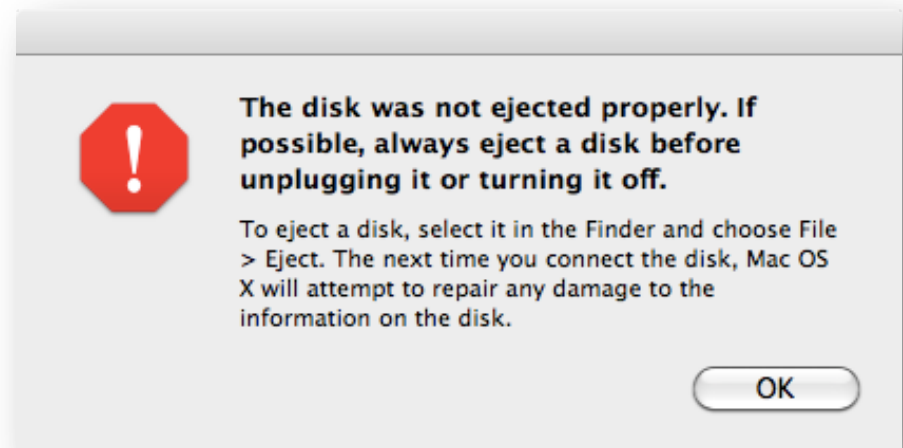 The disk was not ejected properly. If
possible, always eject a disk before
unplugging it or turning it off.
To eject a disk, select it in the Finder and choose File
> Eject. The next time you connect the disk, Mac OS
X will attempt to repair any damage to the
information on the disk.
OK